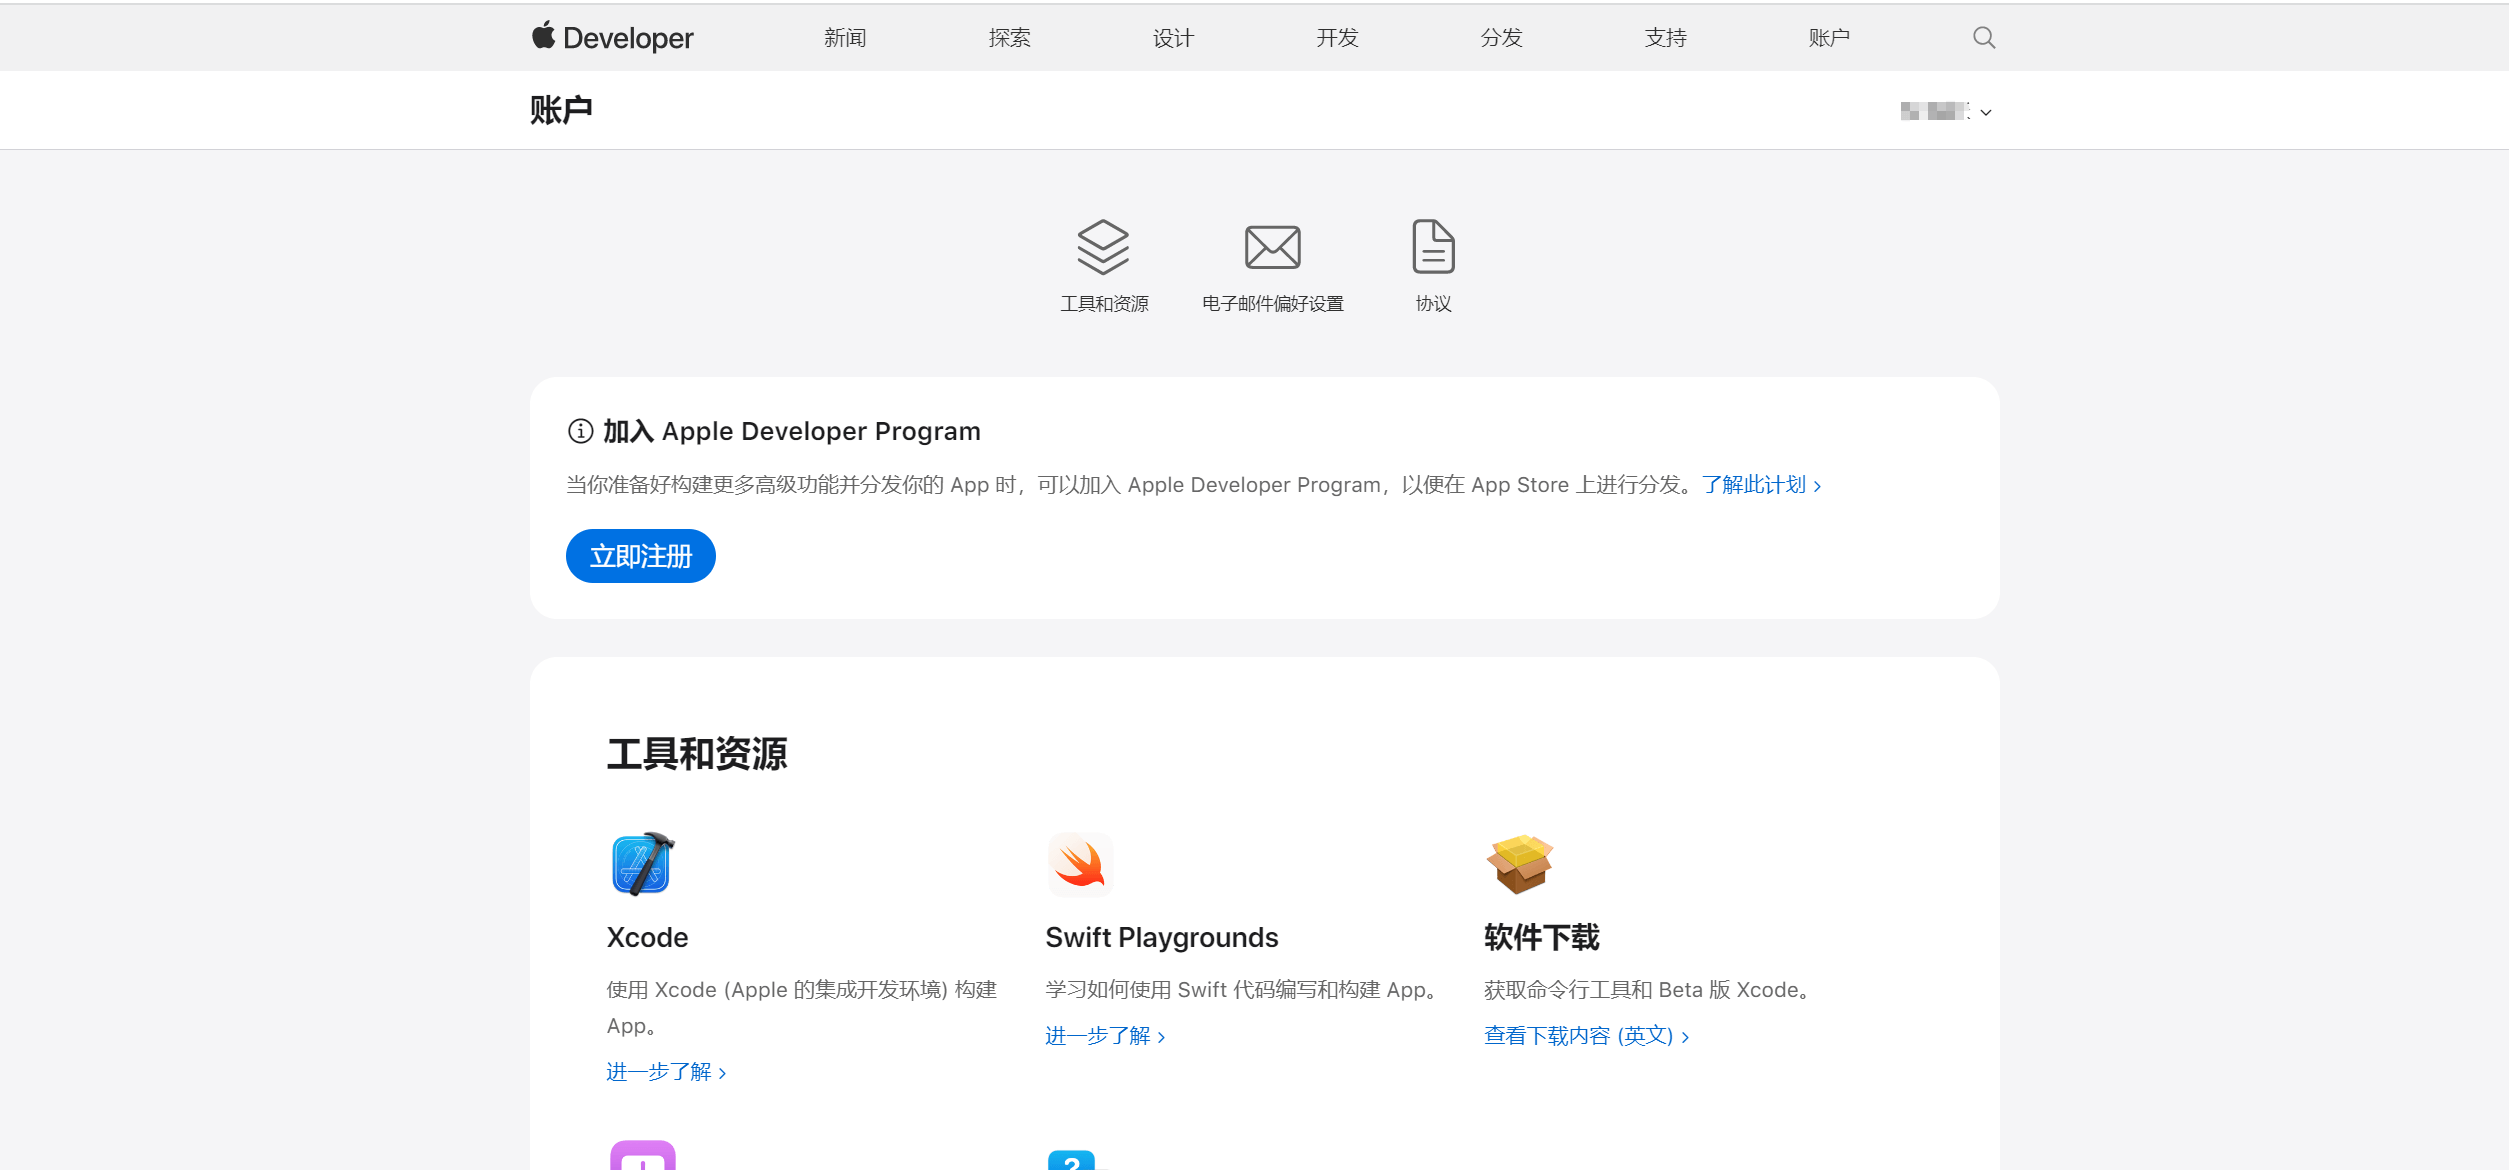 Developer
新闻
探索
设计
开发
分发
支持
账户
账户
工具和资源
电子邮件偏好设置
协议
加入 Apple Developer Program
当你准备好构建更多高级功能并分发你的 App 时，可以加入 Apple Developer Program，以便在 App Store 上进行分发。了解此计划 >
立即注册
工具和资源
Xcode
使用 Xcode (Apple 的集成开发环境) 构建
App。
进一步了解 >
Swift Playgrounds
学习如何使用 Swift 代码编写和构建 App。
进一步了解 >
软件下载
获取命令行工具和 Beta 版 Xcode。
查看下载内容 (英文) >